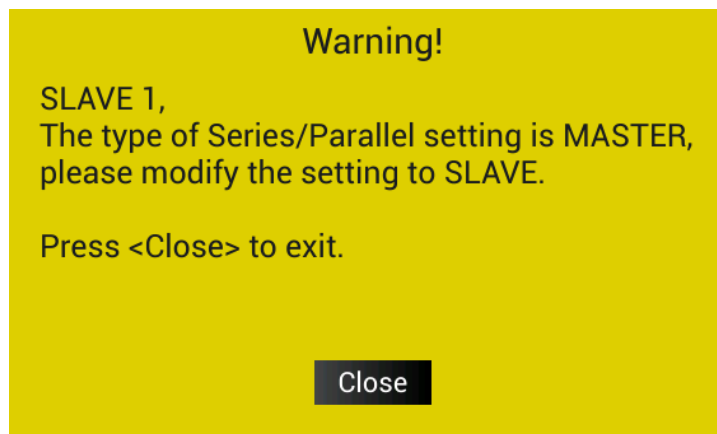 Warning!
SLAVE 1,
The type of Series/Parallel setting is MASTER,
please modify the setting to SLAVE.
Press <Close> to exit.
Close